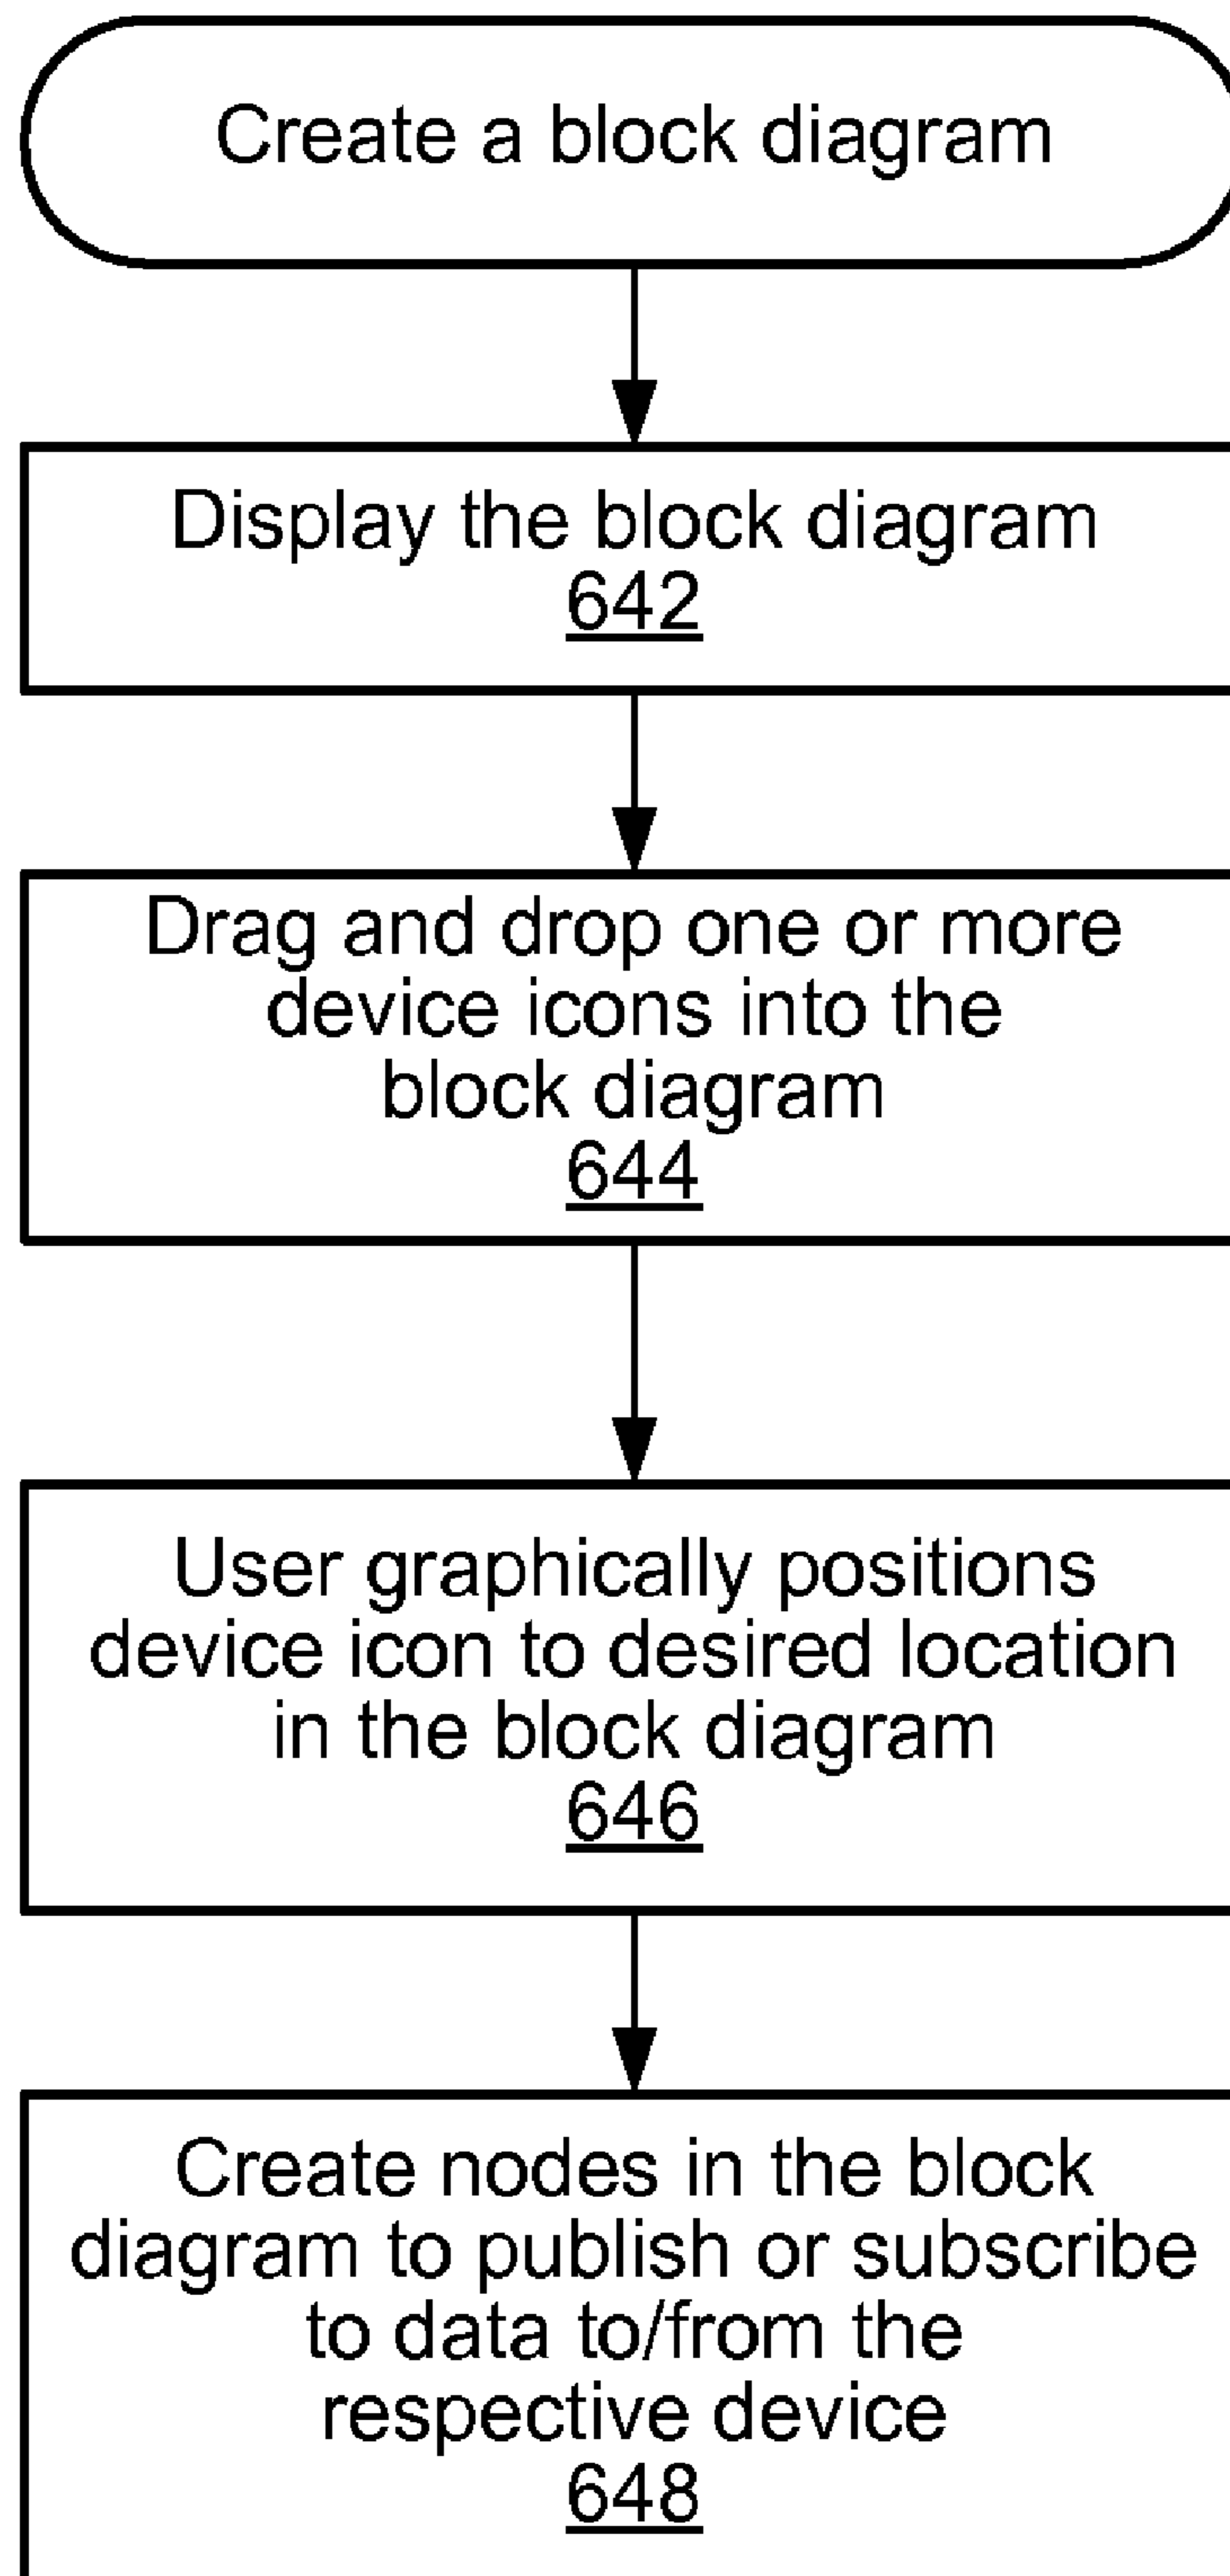 Create a block diagram
Display the block diagram
642
Drag and drop one or more
device icons into the
block diagram
644
User graphically positions
device icon to desired location
in the block diagram
646
Create nodes in the block
diagram to publish or subscribe
to data to/from the
respective device
648